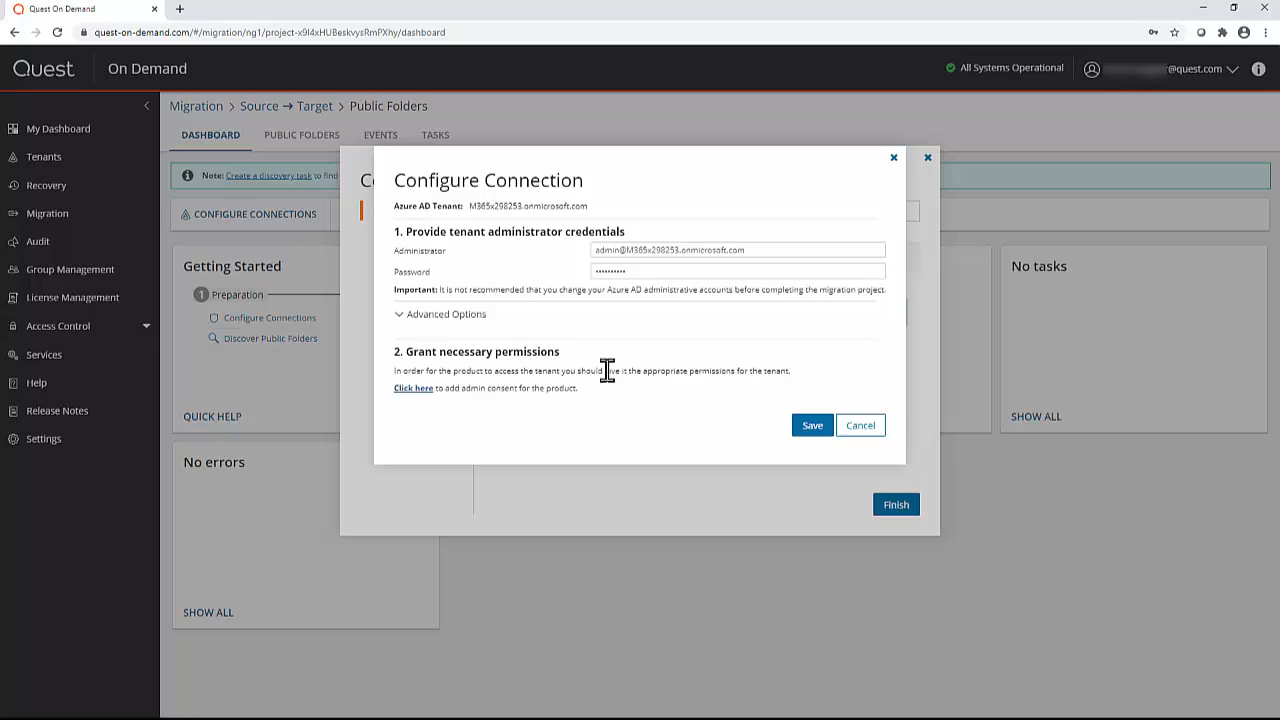 Quest On Demand
quest-on-demand.com/#/migration/ng1/project-x9l4xHUBeskvysRmPXhy/dashboard
Quest On Demand
All Systems Operational
@quest.com
Migration > Source → Target > Public Folders
DASHBOARD PUBLIC FOLDERS EVENTS TASKS
Note: Create a discovery task to find
CONFIGURE CONNECTIONS
My Dashboard
Tenants
Recovery
Migration
Audit
Group Management
License Management
Access Control
Services
Help
Release Notes
Settings
Getting Started
1 Preparation
Configure Connections
Discover Public Folders
QUICK HELP
No tasks
SHOW ALL
No errors
SHOW ALL
Configure Connection
Azure AD Tenant: M365x298253.onmicrosoft.com
1. Provide tenant administrator credentials
Administrator admin@M365x298253.onmicrosoft.com
Password ••••••••••
Important: It is not recommended that you change your Azure AD administrative accounts before completing the migration project.
Advanced Options
2. Grant necessary permissions
In order for the product to access the tenant you should give it the appropriate permissions for the tenant.
Click here to add admin consent for the product.
Save Cancel
Finish